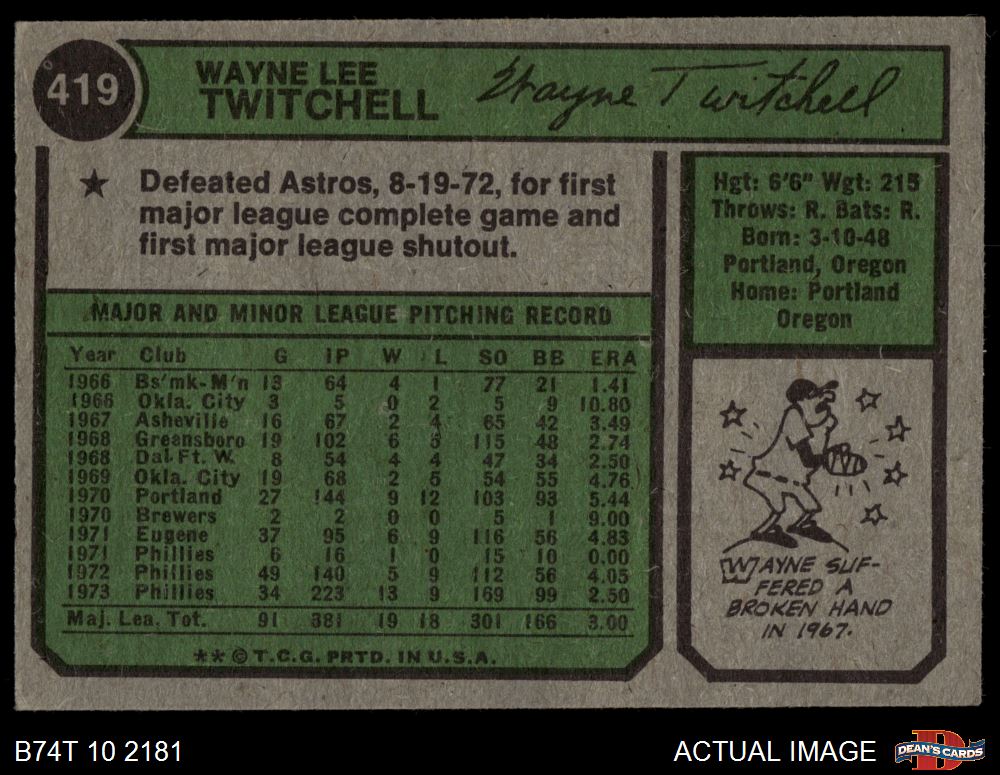 419
WAYNE LEE
TWITCHELL
Wayne Twitchell
★ Defeated Astros, 8-19-72, for first
major league complete game and
first major league shutout.
Hgt: 6'6" Wgt: 215
Throws: R. Bats: R.
Born: 3-10-48
Portland, Oregon
Home: Portland
Oregon
MAJOR AND MINOR LEAGUE PITCHING RECORD
Year Club G IP W L SO BB ERA
1966 Bs'mk-M'n 13 64 4 1 77 21 1.41
1966 Okla. City 3 5 0 2 5 9 10.80
1967 Asheville 16 67 2 4 65 42 3.49
1968 Greensboro 19 102 6 5 115 48 2.74
1968 Dal. Ft. W. 8 54 4 4 47 34 2.50
1969 Okla. City 19 68 2 5 54 55 4.76
1970 Portland 27 144 9 12 103 93 5.44
1970 Brewers 2 2 0 0 5 1 9.00
1971 Eugene 37 95 6 9 116 56 4.83
1971 Phillies 6 16 1 0 15 10 0.00
1972 Phillies 49 140 5 9 112 56 4.05
1973 Phillies 34 223 13 9 169 99 2.50
Maj. Lea. Tot. 91 381 19 18 301 166 3.00
** © T.C.G. PRTD. IN U.S.A.
WAYNE SUF-
FERED A
BROKEN HAND
IN 1967.
B74T 10 2181
ACTUAL IMAGE
DEAN'S CARDS